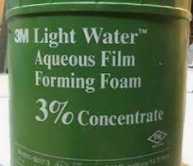 3M Light Water™
Aqueous Film
Forming Foam
3% Concentrate